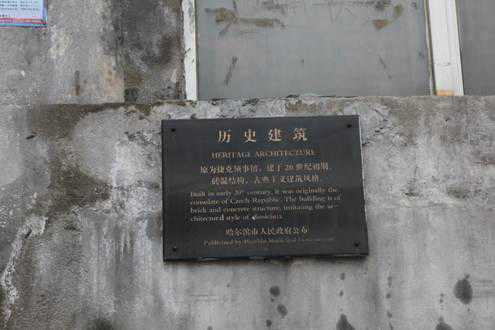 历史建筑
HERITAGE ARCHITECTURE
原为捷克领事馆，建于20世纪初期，
砖混结构，古典主义建筑风格。
Built in early 20th century, it was originally the
consulate of Czech Republic. The building is of
brick and concrete structure, imitating the ar-
chitectural style of classicism.
哈尔滨市人民政府公布
Published by Harbin Municipal Government